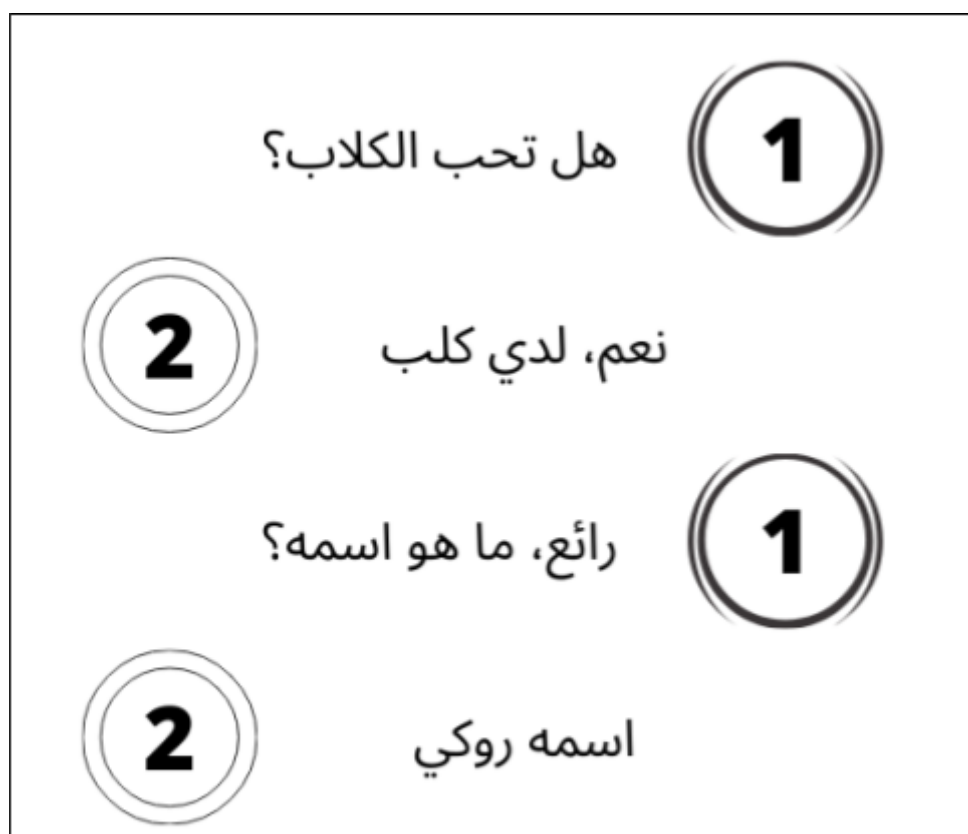 1 هل تحب الكلاب؟
2 نعم، لدي كلب
1 رائع، ما هو اسمه؟
2 اسمه روكي